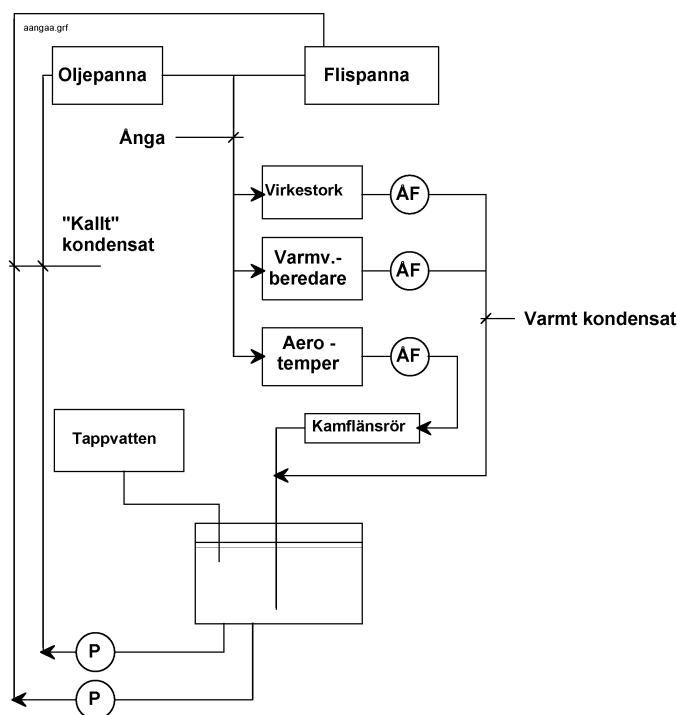 aangaa.grf
Oljepanna
Flispanna
Ånga
Virkestork
ÅF
"Kallt"
kondensat
Varmv.-
beredare
ÅF
Varmt kondensat
Aero -
temper
ÅF
Kamflänsrör
Tappvatten
P
P